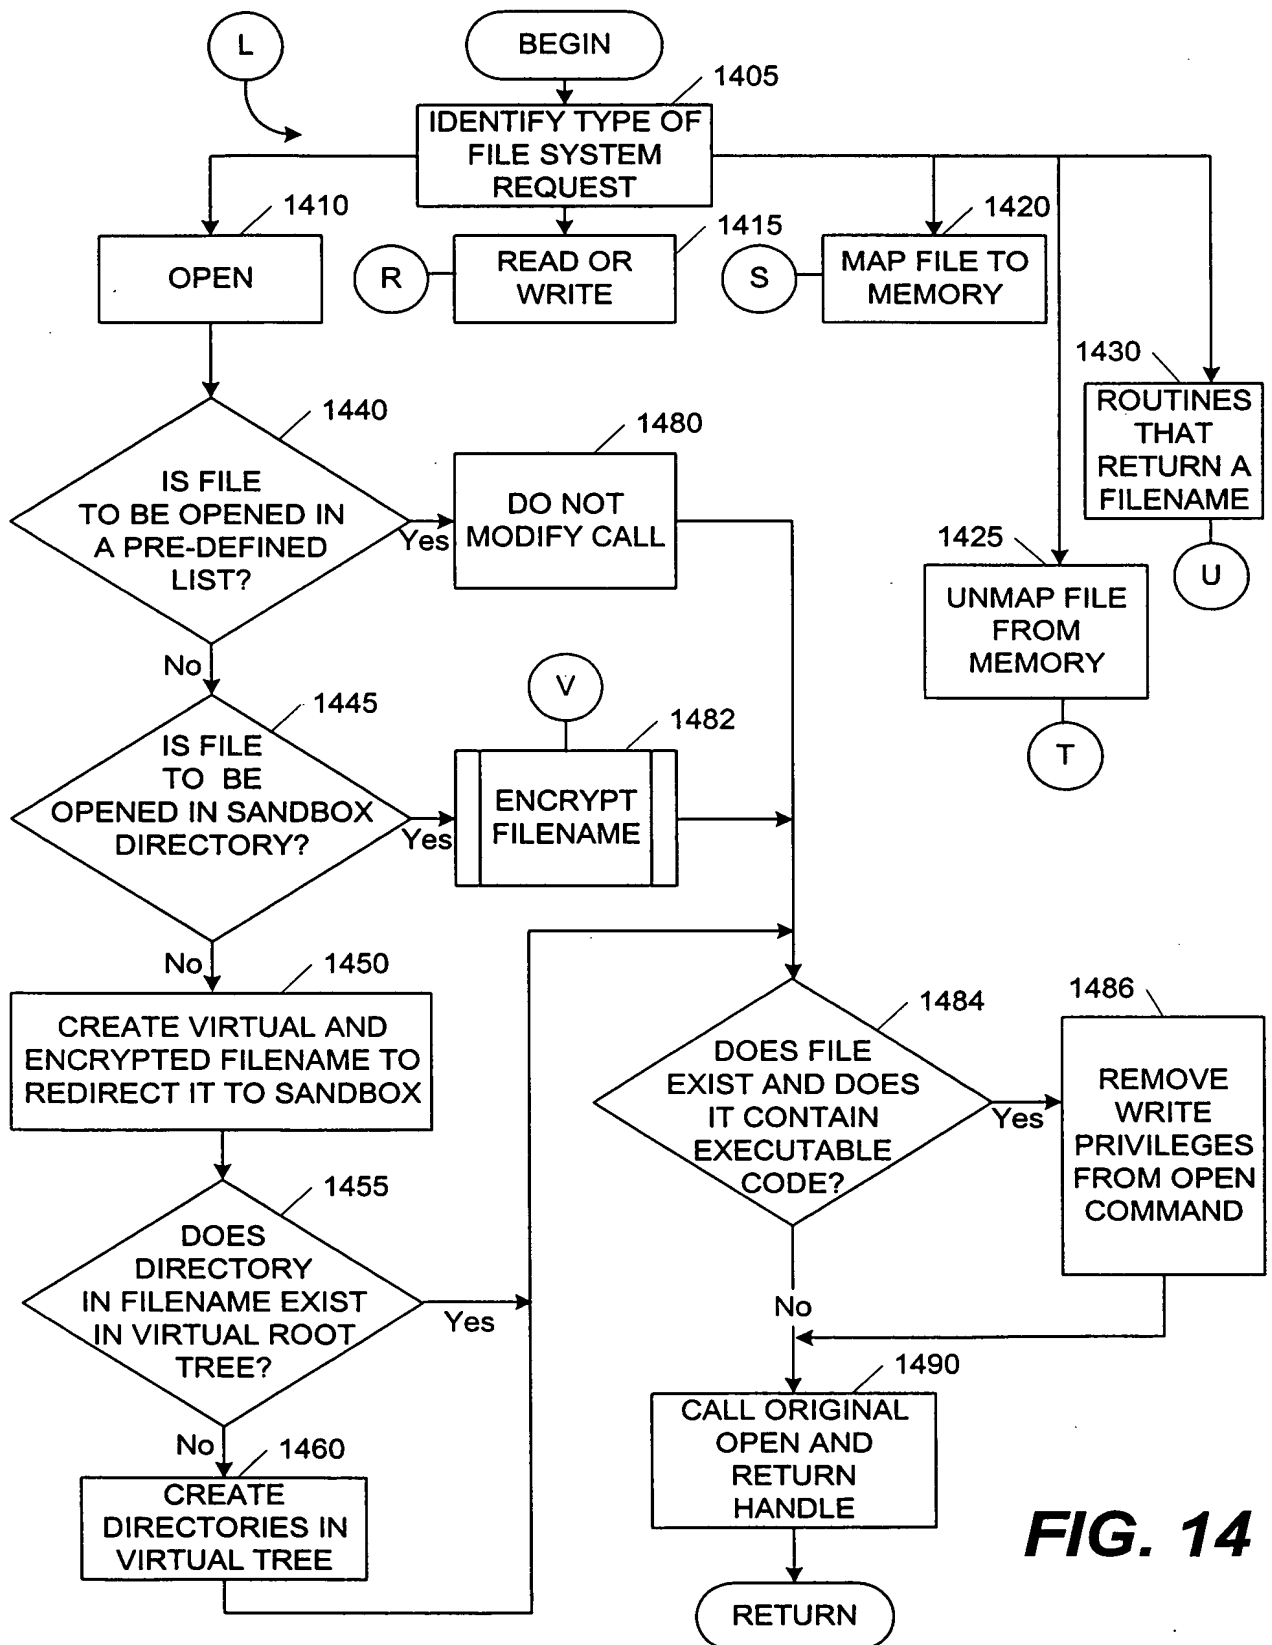 L
BEGIN
1405
IDENTIFY TYPE OF
FILE SYSTEM
REQUEST
1410
OPEN
1415
R
READ OR
WRITE
1420
S
MAP FILE TO
MEMORY
1430
ROUTINES
THAT
RETURN A
FILENAME
U
1425
UNMAP FILE
FROM
MEMORY
T
1440
IS FILE
TO BE OPENED IN
A PRE-DEFINED
LIST?
Yes
1480
DO NOT
MODIFY CALL
No
1445
IS FILE
TO BE
OPENED IN SANDBOX
DIRECTORY?
Yes
V
1482
ENCRYPT
FILENAME
No
1450
CREATE VIRTUAL AND
ENCRYPTED FILENAME TO
REDIRECT IT TO SANDBOX
1455
DOES
DIRECTORY
IN FILENAME EXIST
IN VIRTUAL ROOT
TREE?
Yes
No
1460
CREATE
DIRECTORIES IN
VIRTUAL TREE
1484
DOES FILE
EXIST AND DOES
IT CONTAIN
EXECUTABLE
CODE?
Yes
1486
REMOVE
WRITE
PRIVILEGES
FROM OPEN
COMMAND
No
1490
CALL ORIGINAL
OPEN AND
RETURN
HANDLE
RETURN
FIG. 14